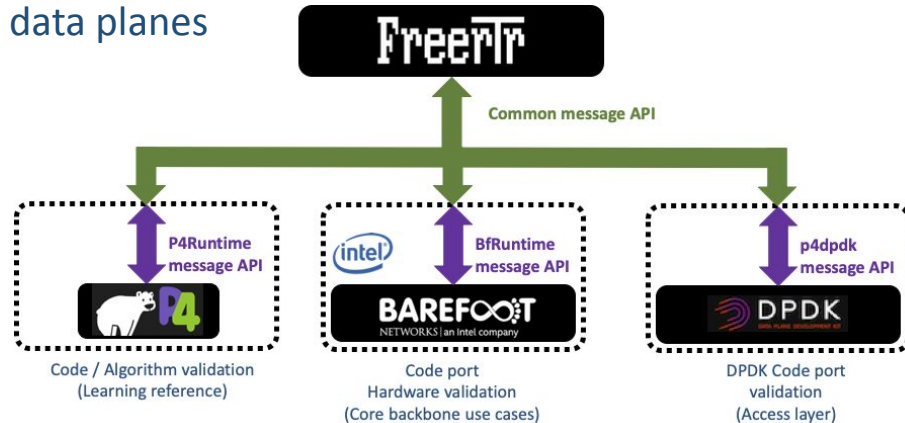 data planes
FreerTr
Common message API
P4Runtime
message API
P4
Code / Algorithm validation
(Learning reference)
intel
BfRuntime
message API
BAREFOOT
NETWORKS | an Intel company
Code port
Hardware validation
(Core backbone use cases)
p4dpdk
message API
DPDK
DATA PLANE DEVELOPMENT KIT
DPDK Code port
validation
(Access layer)